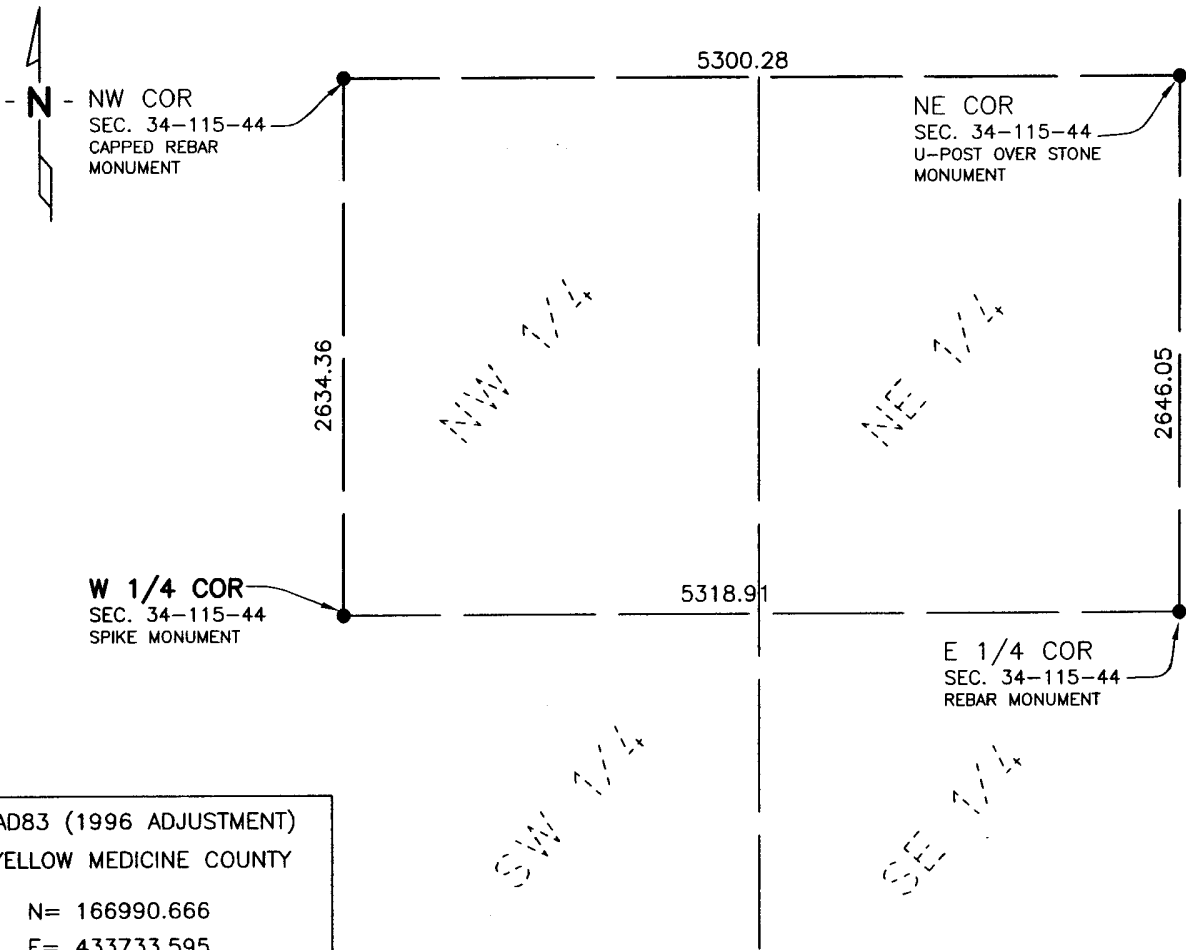 5300.28
N
NW COR
SEC. 34-115-44
CAPPED REBAR
MONUMENT
NE COR
SEC. 34-115-44
U-POST OVER STONE
MONUMENT
NW 1/4
NE 1/4
2634.36
2646.05
W 1/4 COR
SEC. 34-115-44
SPIKE MONUMENT
5318.91
E 1/4 COR
SEC. 34-115-44
REBAR MONUMENT
SW 1/4
SE 1/4
AD83 (1996 ADJUSTMENT)
YELLOW MEDICINE COUNTY
N= 166990.666
E= 433733.595